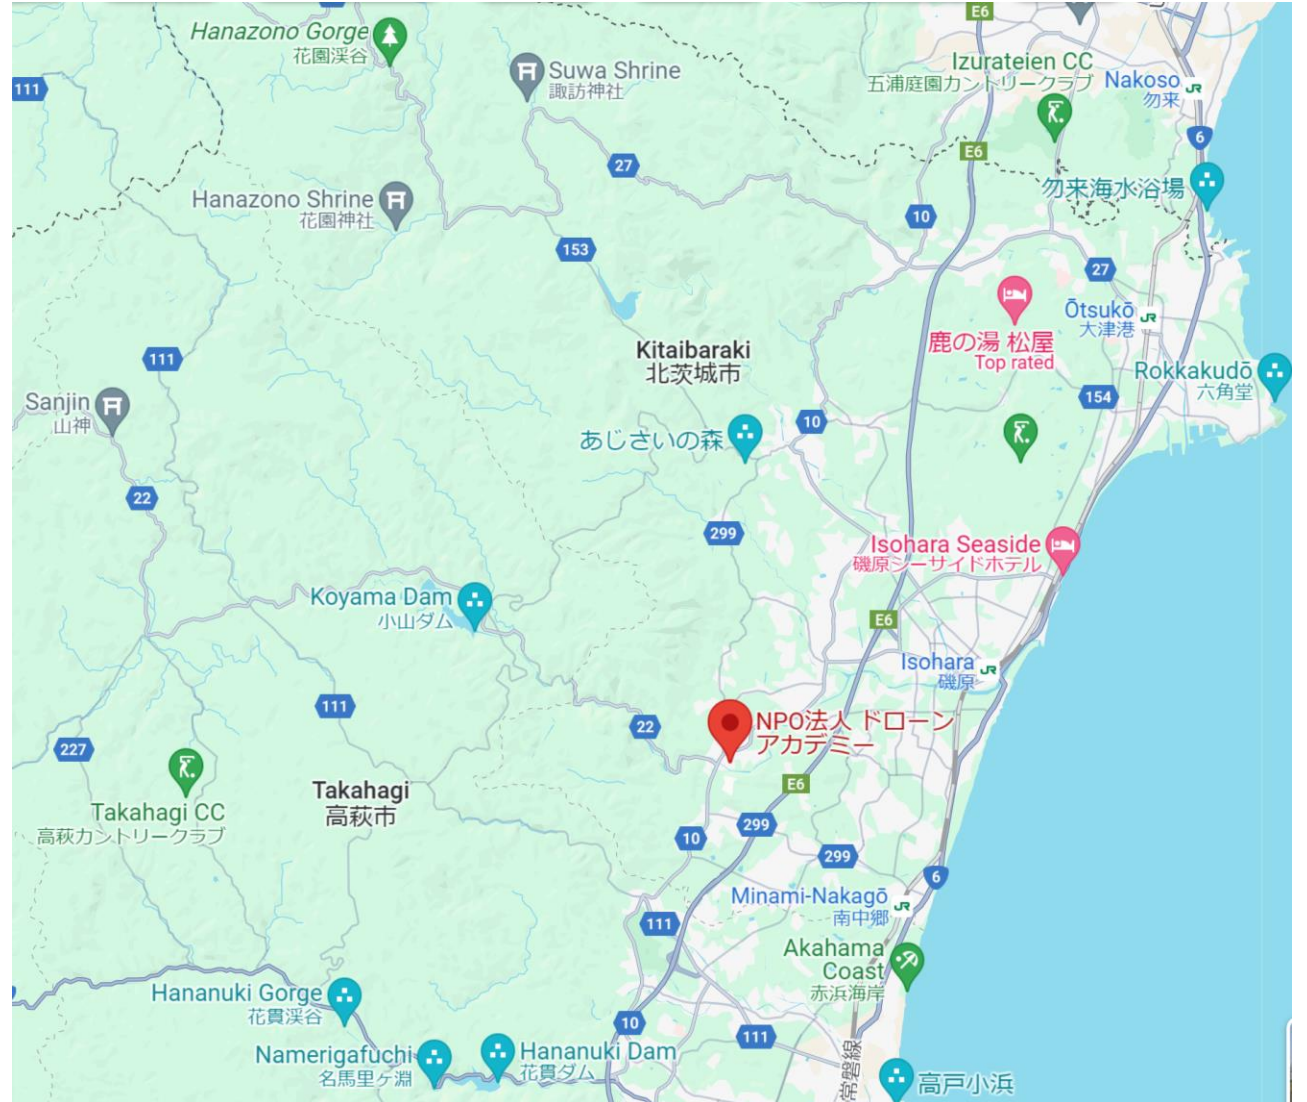 E6
Hanazono Gorge
花園渓谷
Suwa Shrine
諏訪神社
Izurateien CC
五浦庭園カントリークラブ
Nakoso
勿来
JR
111
6
E6
27
勿来海水浴場
Hanazono Shrine
花園神社
10
153
27
Ōtsukō
大津港
JR
鹿の湯 松屋
Top rated
Kitaibaraki
北茨城市
111
Rokkakudō
六角堂
154
Sanjin
山神
10
あじさいの森
22
299
Isohara Seaside
磯原シーサイドホテル
Koyama Dam
小山ダム
E6
Isohara
磯原
JR
111
22
NPO法人 ドローン
アカデミー
227
E6
Takahagi
高萩市
Takahagi CC
高萩カントリークラブ
299
10
299
6
Minami-Nakagō
南中郷
JR
111
Akahama
Coast
赤浜海岸
Hananuki Gorge
花貫渓谷
10
111
Namerigafuchi
名馬里ヶ淵
Hananuki Dam
花貫ダム
常磐線
高戸小浜